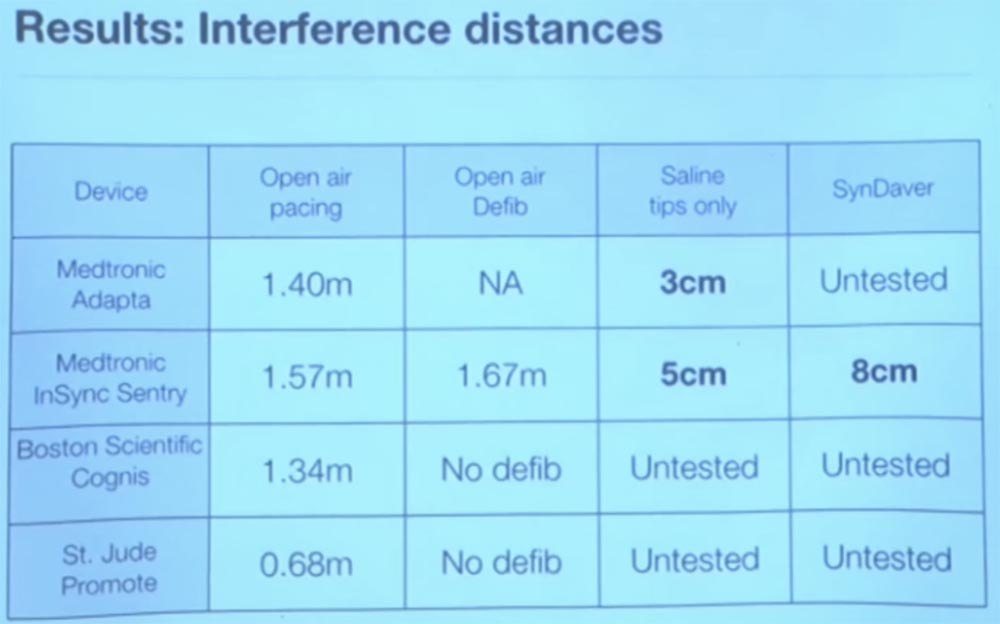 Results: Interference distances
Device
Open air
pacing
Open air
Defib
Saline
tips only
SynDaver
Medtronic
Adapta
1.40m
NA
3cm
Untested
Medtronic
InSync Sentry
1.57m
1.67m
5cm
8cm
Boston Scientific
Cognis
1.34m
No defib
Untested
Untested
St. Jude
Promote
0.68m
No defib
Untested
Untested